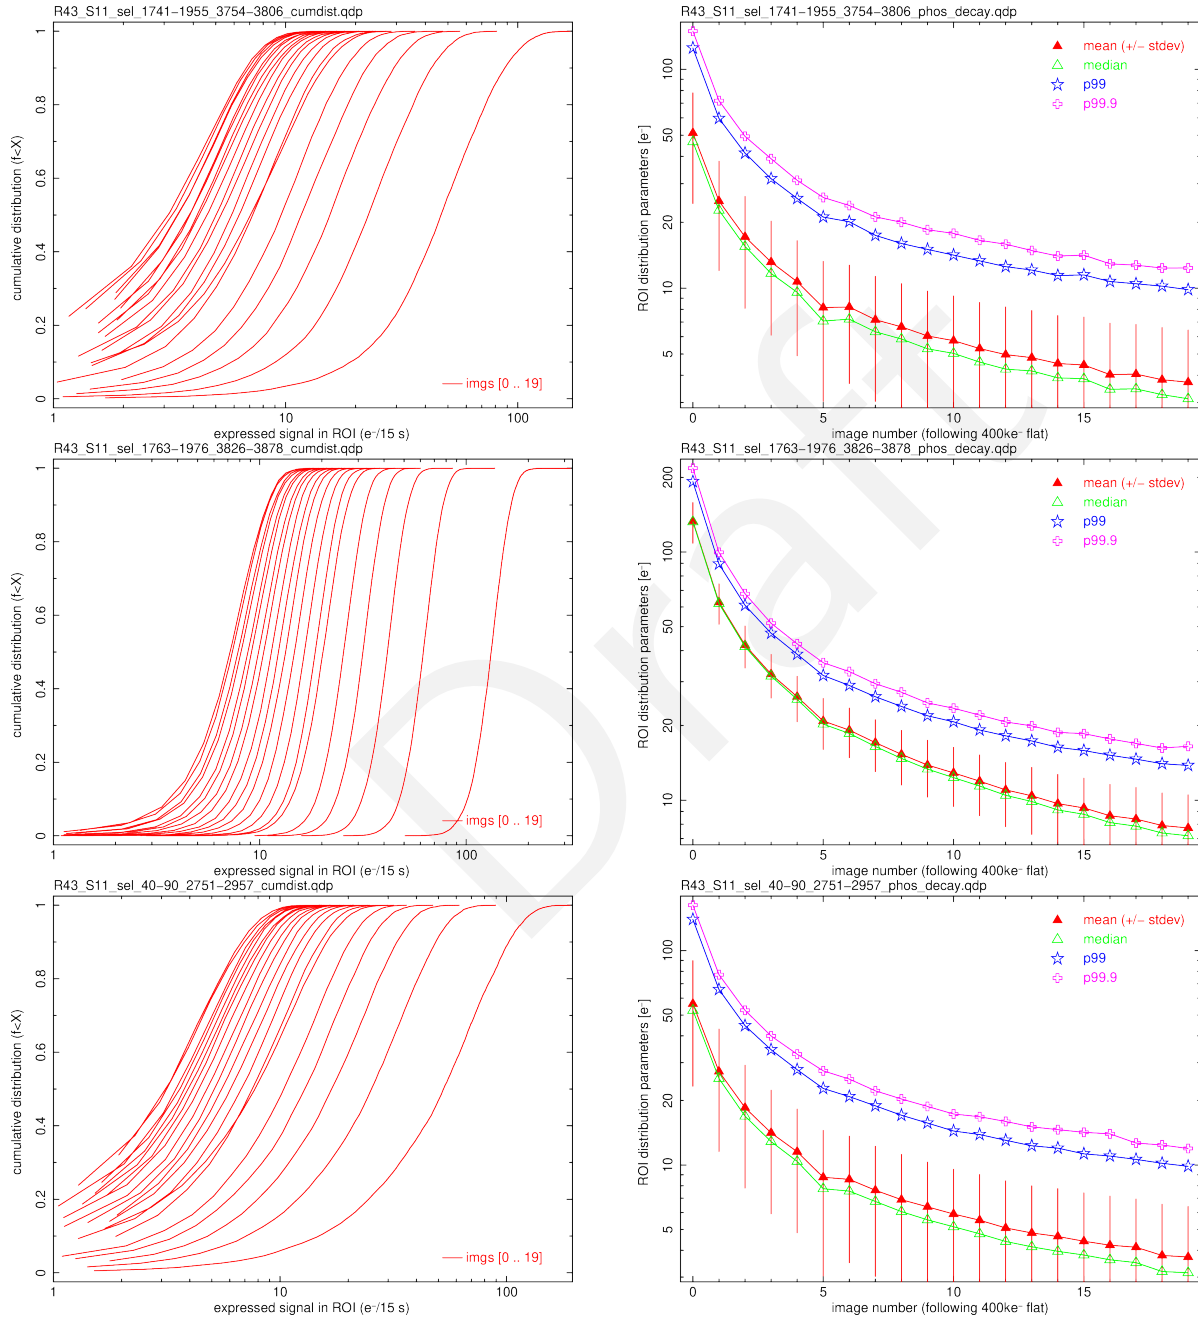 R43_S11_sel_1741−1955_3754−3806_cumdist.qdp
cumulative distribution (f<X)
0 0.2 0.4 0.6 0.8 1
1 10 100
expressed signal in ROI (e⁻/15 s)
imgs [0 .. 19]
R43_S11_sel_1741−1955_3754−3806_phos_decay.qdp
ROI distribution parameters [e⁻]
5 10 20 50 100
0 5 10 15
image number (following 400ke⁻ flat)
mean (+/− stdev)
median
p99
p99.9
R43_S11_sel_1763−1976_3826−3878_cumdist.qdp
cumulative distribution (f<X)
0 0.2 0.4 0.6 0.8 1
1 10 100
expressed signal in ROI (e⁻/15 s)
imgs [0 .. 19]
R43_S11_sel_1763−1976_3826−3878_phos_decay.qdp
ROI distribution parameters [e⁻]
10 20 50 100 200
0 5 10 15
image number (following 400ke⁻ flat)
mean (+/− stdev)
median
p99
p99.9
R43_S11_sel_40−90_2751−2957_cumdist.qdp
cumulative distribution (f<X)
0 0.2 0.4 0.6 0.8 1
1 10 100
expressed signal in ROI (e⁻/15 s)
imgs [0 .. 19]
R43_S11_sel_40−90_2751−2957_phos_decay.qdp
ROI distribution parameters [e⁻]
5 10 20 50 100
0 5 10 15
image number (following 400ke⁻ flat)
mean (+/− stdev)
median
p99
p99.9
Draft